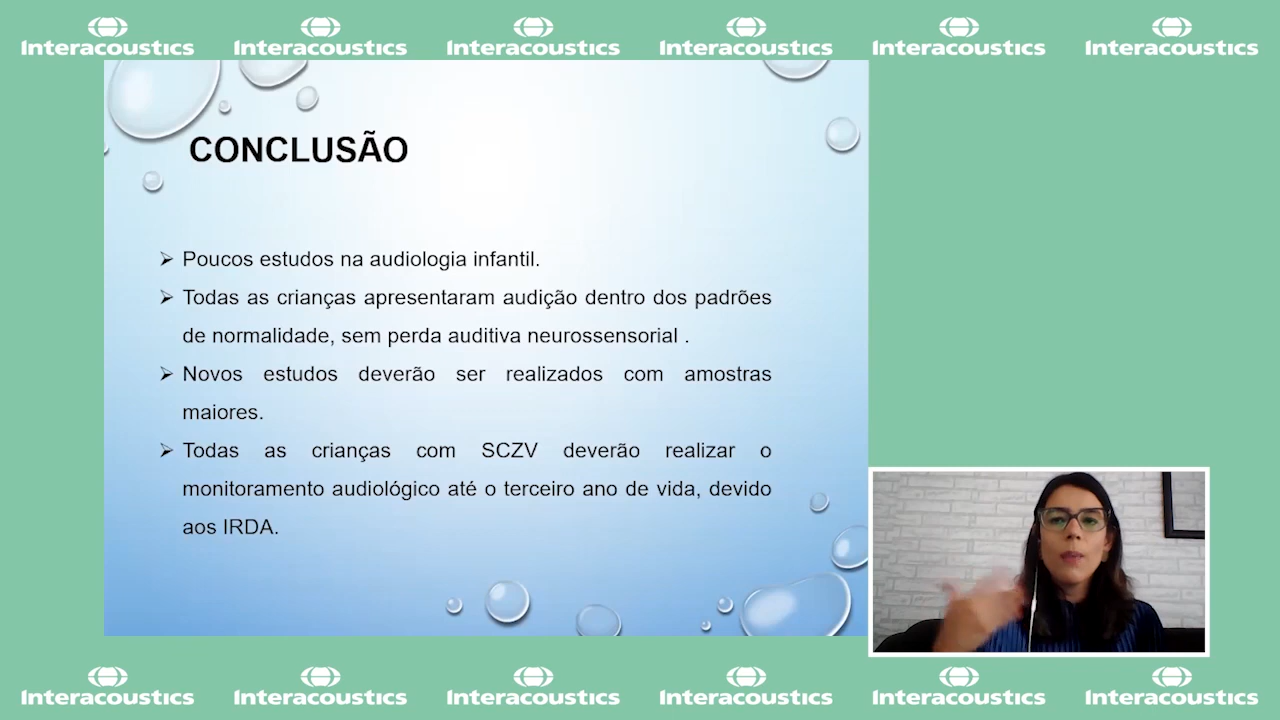 Interacoustics Interacoustics Interacoustics Interacoustics Interacoustics Interacoustics
CONCLUSÃO
➢ Poucos estudos na audiologia infantil.
➢ Todas as crianças apresentaram audição dentro dos padrões
de normalidade, sem perda auditiva neurossensorial .
➢ Novos estudos deverão ser realizados com amostras
maiores.
➢ Todas as crianças com SCZV deverão realizar o
monitoramento audiológico até o terceiro ano de vida, devido
aos IRDA.
Interacoustics Interacoustics Interacoustics Interacoustics Interacoustics Interacoustics